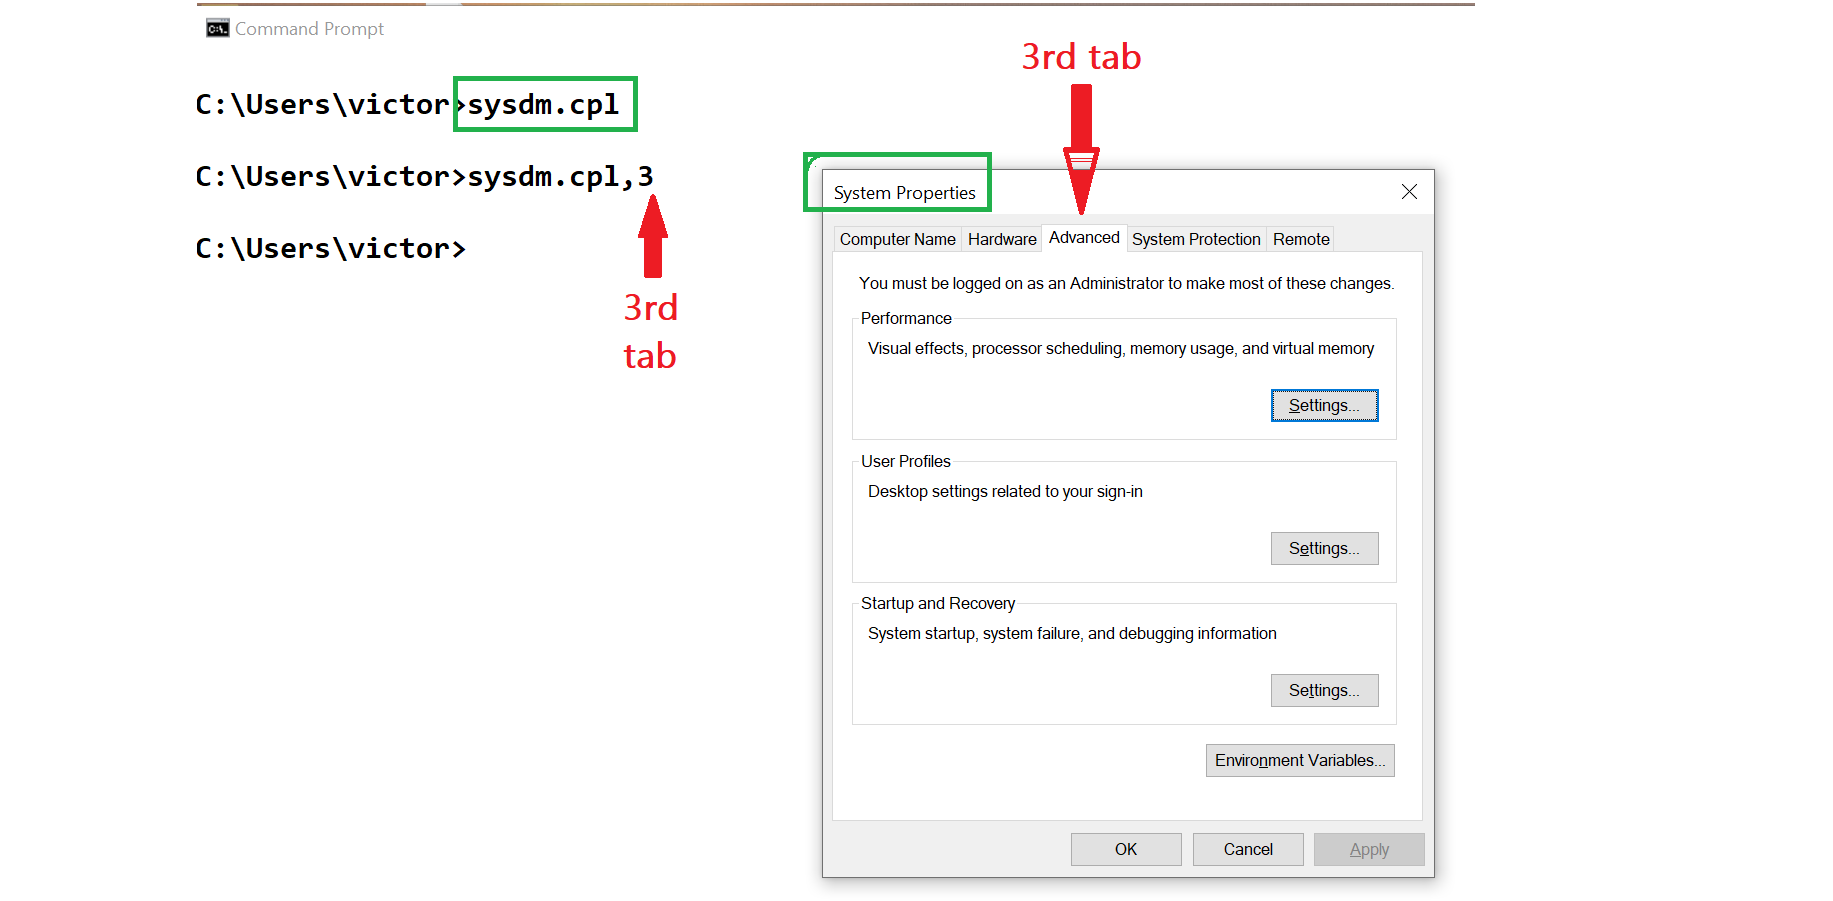 Command Prompt
C:\Users\victor>sysdm.cpl
C:\Users\victor>sysdm.cpl,3
C:\Users\victor>
3rd
tab
3rd tab
System Properties
Computer Name Hardware Advanced System Protection Remote
You must be logged on as an Administrator to make most of these changes.
Performance
Visual effects, processor scheduling, memory usage, and virtual memory
Settings...
User Profiles
Desktop settings related to your sign-in
Settings...
Startup and Recovery
System startup, system failure, and debugging information
Settings...
Environment Variables...
OK Cancel Apply